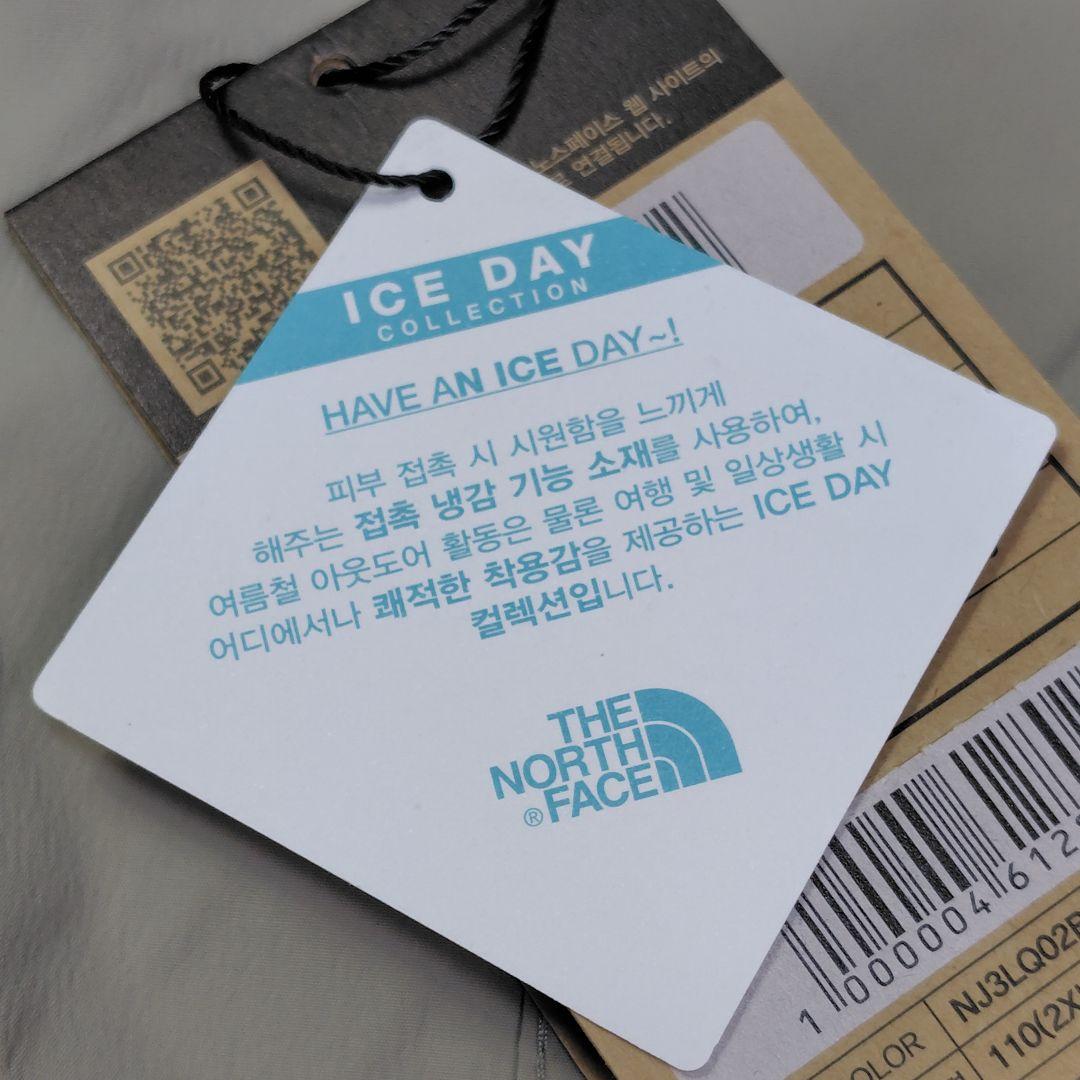 노스페이스 웹 사이트의
연결됩니다.
ICE DAY
COLLECTION
HAVE AN ICE DAY~!
피부 접촉 시 시원함을 느끼게
해주는 접촉 냉감 기능 소재를 사용하여,
여름철 아웃도어 활동은 물론 여행 및 일상생활 시
어디에서나 쾌적한 착용감을 제공하는 ICE DAY
컬렉션입니다.
THE
NORTH
® FACE
1 00000 4 612
NJ3LQ02
110(2X